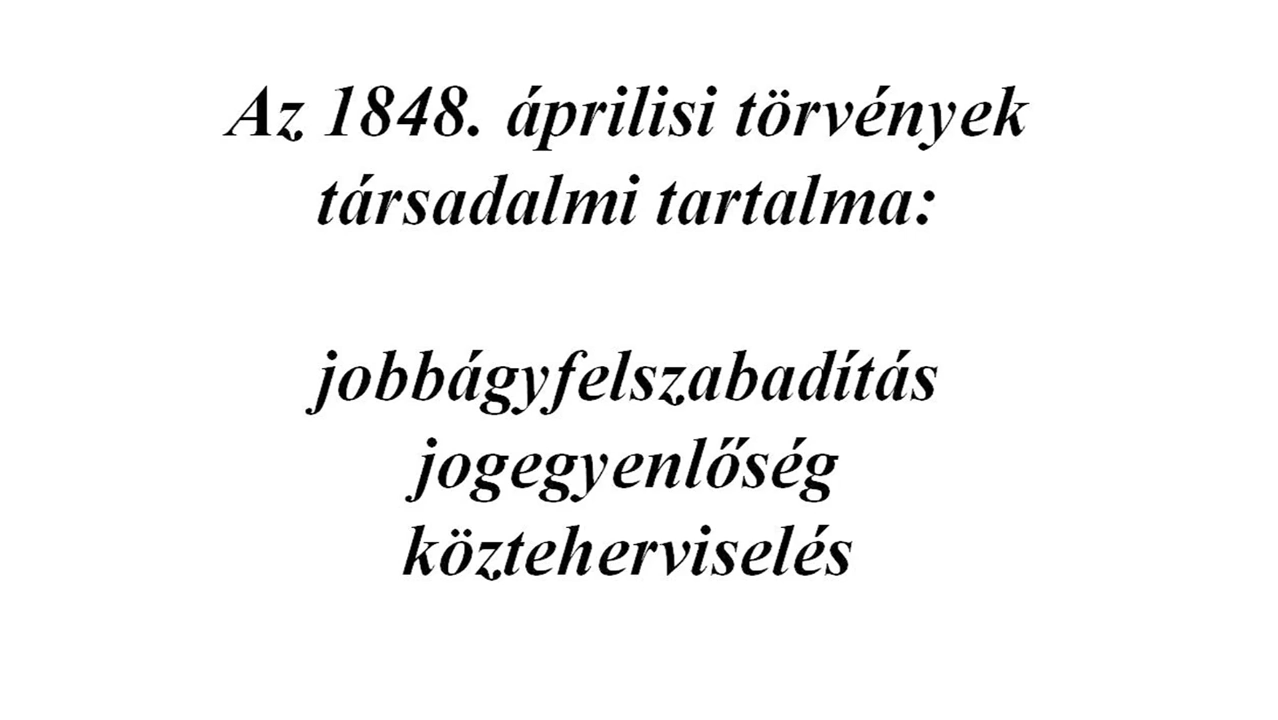 Az 1848. áprilisi törvények
társadalmi tartalma:
jobbágyfelszabadítás
jogegyenlőség
közteherviselés